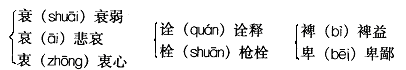 衰（shuāi）衰弱
哀（āi）悲哀
衷（zhōng）衷心
诠（quán）诠释
栓（shuān）枪栓
裨（bì）裨益
卑（bēi）卑鄙